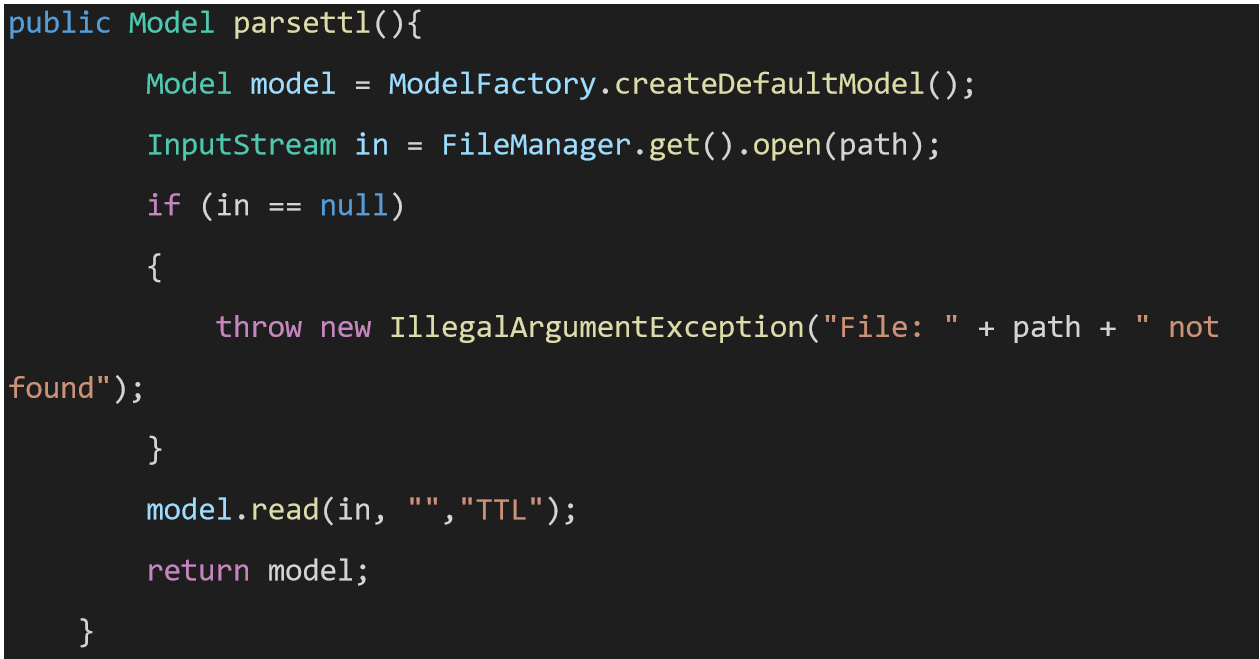 public Model parsettl(){
        Model model = ModelFactory.createDefaultModel();
        InputStream in = FileManager.get().open(path);
        if (in == null)
        {
            throw new IllegalArgumentException("File: " + path + " not
found");
        }
        model.read(in, "","TTL");
        return model;
    }